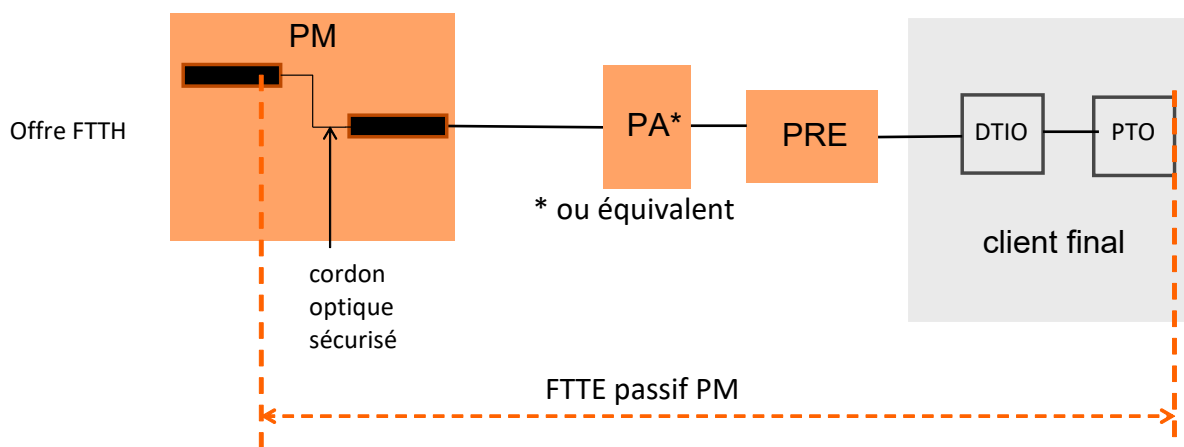 PM
Offre FTTH
PA*
PRE
DTIO
PTO
* ou équivalent
client final
cordon
optique
sécurisé
FTTE passif PM